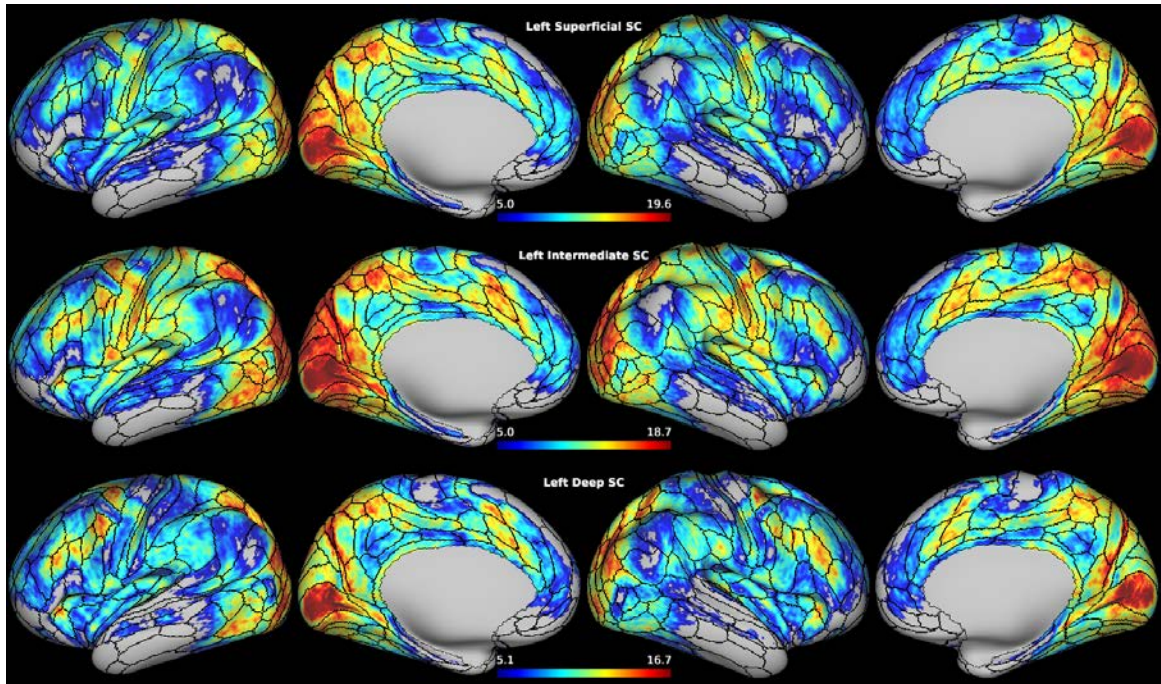 Left Superficial SC
5.0 19.6
Left Intermediate SC
5.0 18.7
Left Deep SC
5.1 16.7